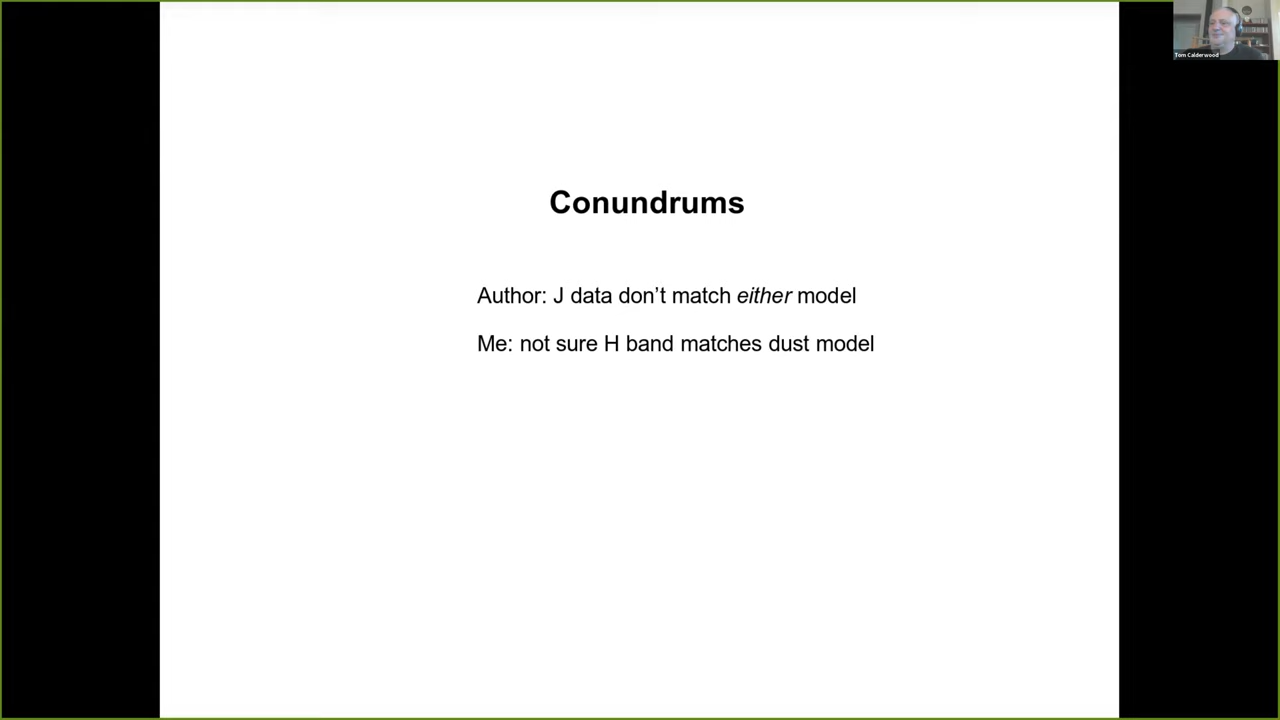 Tom Calderwood
Conundrums
Author: J data don’t match either model
Me: not sure H band matches dust model